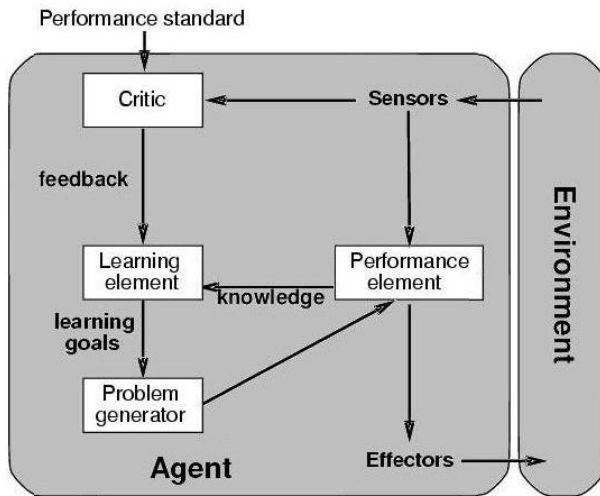 Performance standard
Critic
Sensors
feedback
Learning
element
Performance
element
knowledge
learning
goals
Problem
generator
Agent
Effectors
Environment